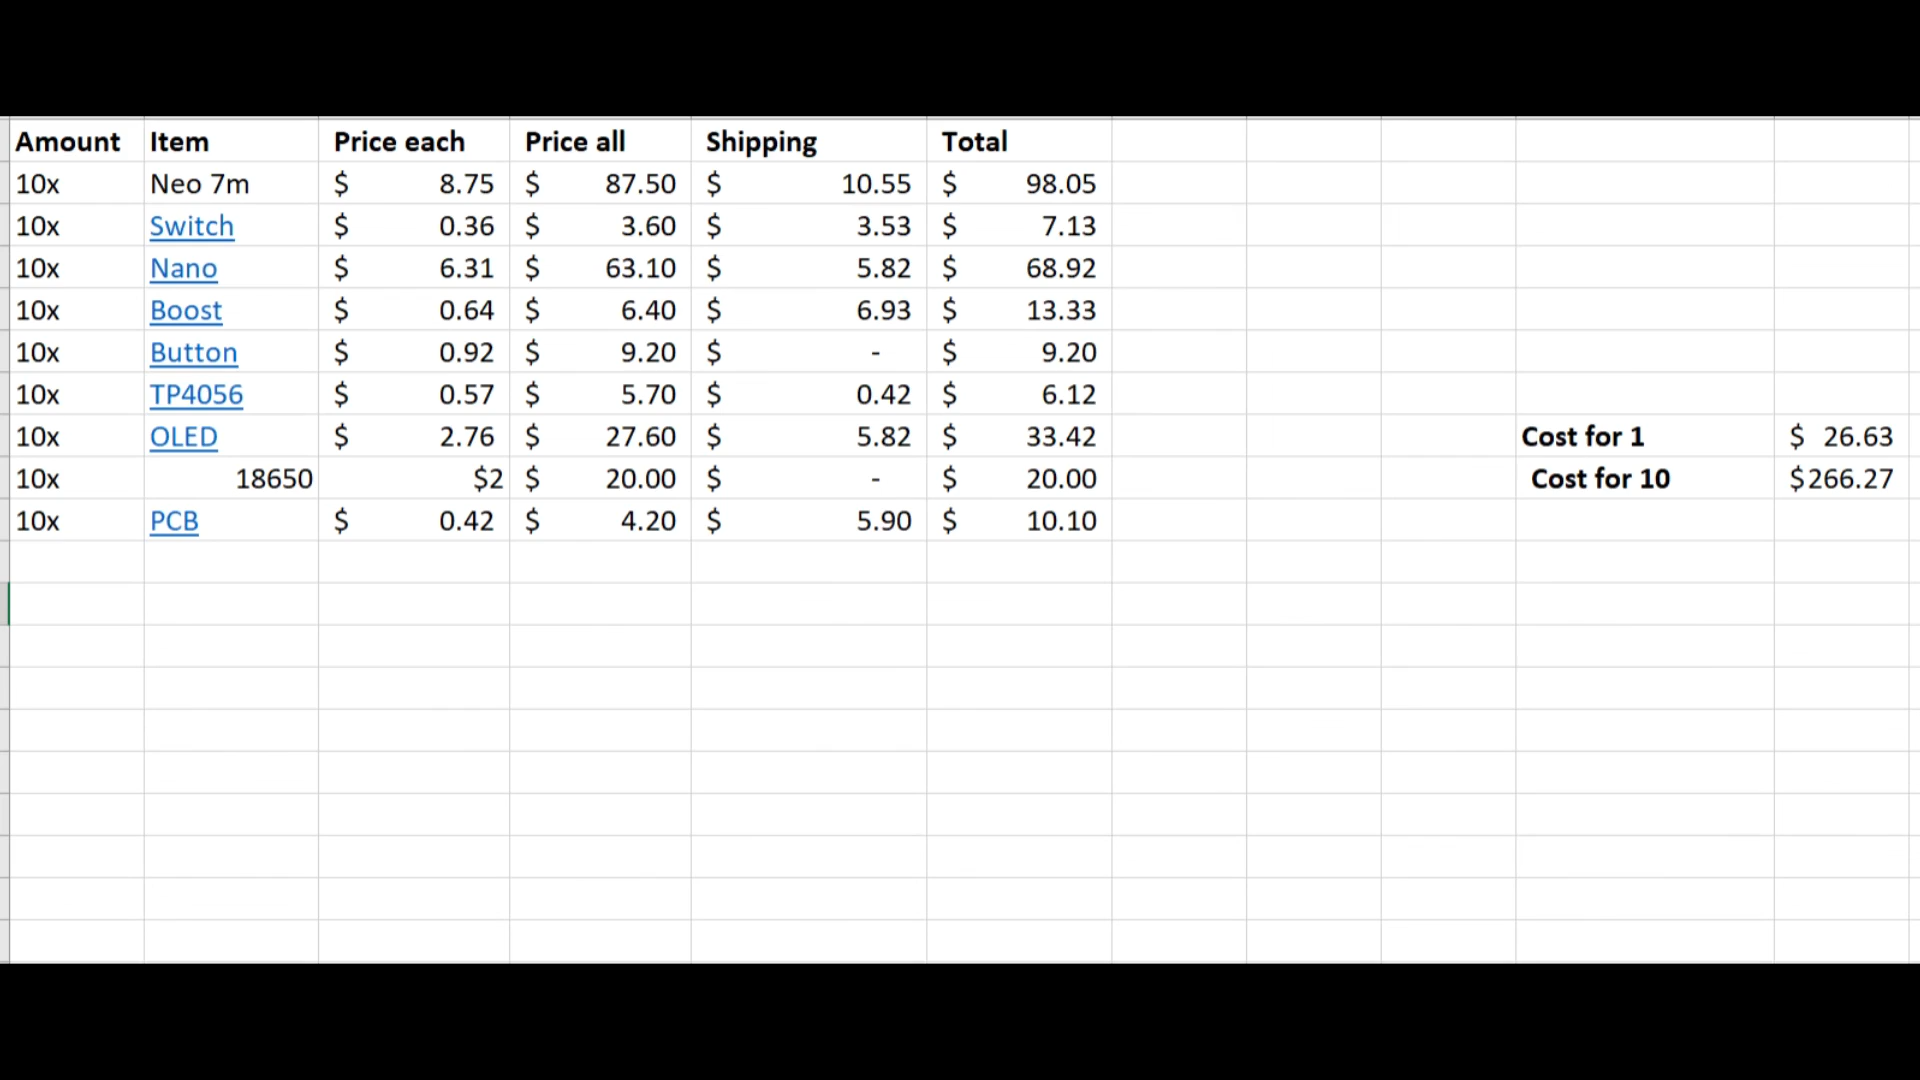 Amount Item Price each Price all Shipping Total
10x Neo 7m $ 8.75 $ 87.50 $ 10.55 $ 98.05
10x Switch $ 0.36 $ 3.60 $ 3.53 $ 7.13
10x Nano $ 6.31 $ 63.10 $ 5.82 $ 68.92
10x Boost $ 0.64 $ 6.40 $ 6.93 $ 13.33
10x Button $ 0.92 $ 9.20 $ - $ 9.20
10x TP4056 $ 0.57 $ 5.70 $ 0.42 $ 6.12
10x OLED $ 2.76 $ 27.60 $ 5.82 $ 33.42 Cost for 1 $ 26.63
10x 18650 $2 $ 20.00 $ - $ 20.00 Cost for 10 $266.27
10x PCB $ 0.42 $ 4.20 $ 5.90 $ 10.10